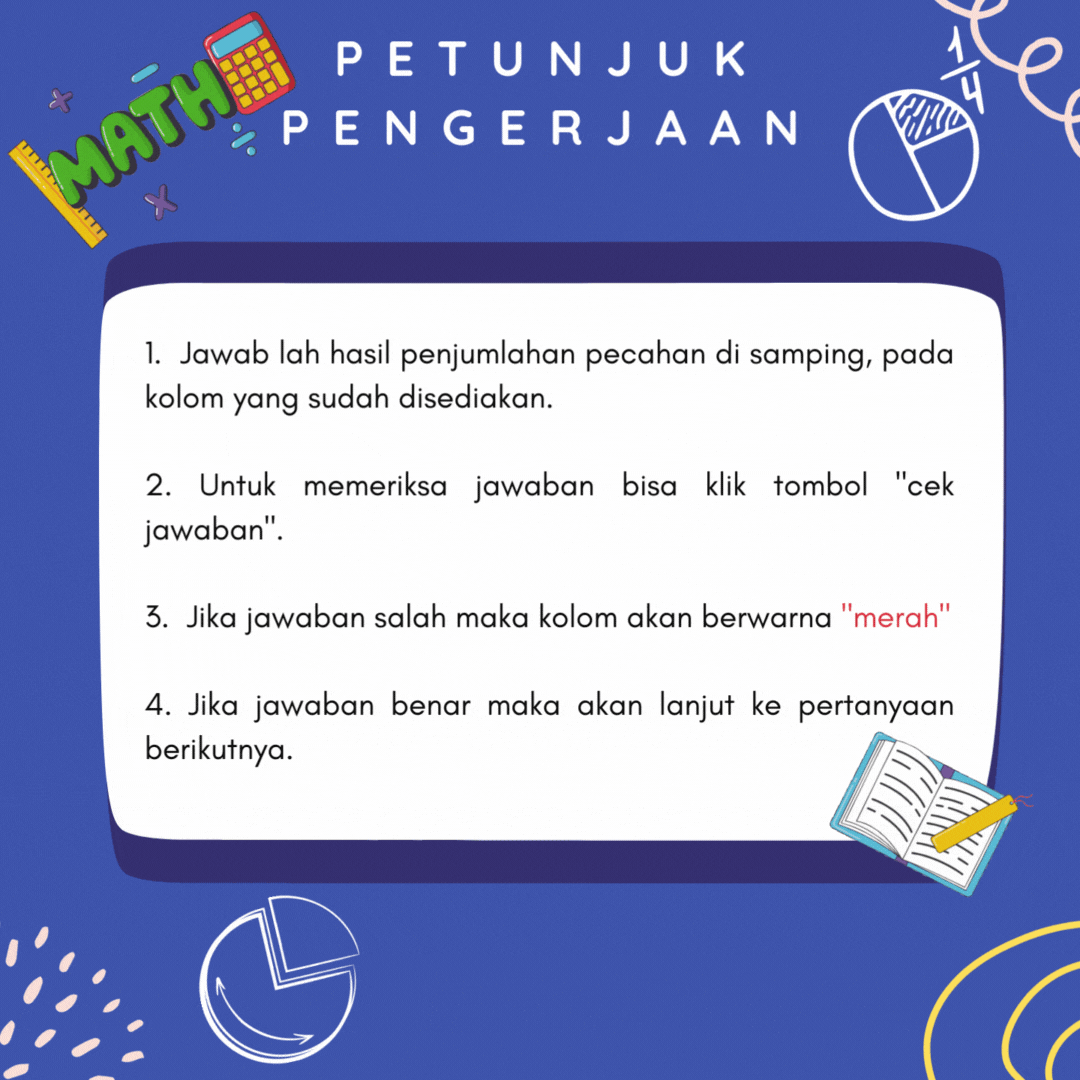 MATH
PETUNJUK
PENGERJAAN
1
4
1. Jawab lah hasil penjumlahan pecahan di samping, pada
kolom yang sudah disediakan.
2. Untuk memeriksa jawaban bisa klik tombol "cek
jawaban".
3. Jika jawaban salah maka kolom akan berwarna "merah"
4. Jika jawaban benar maka akan lanjut ke pertanyaan
berikutnya.